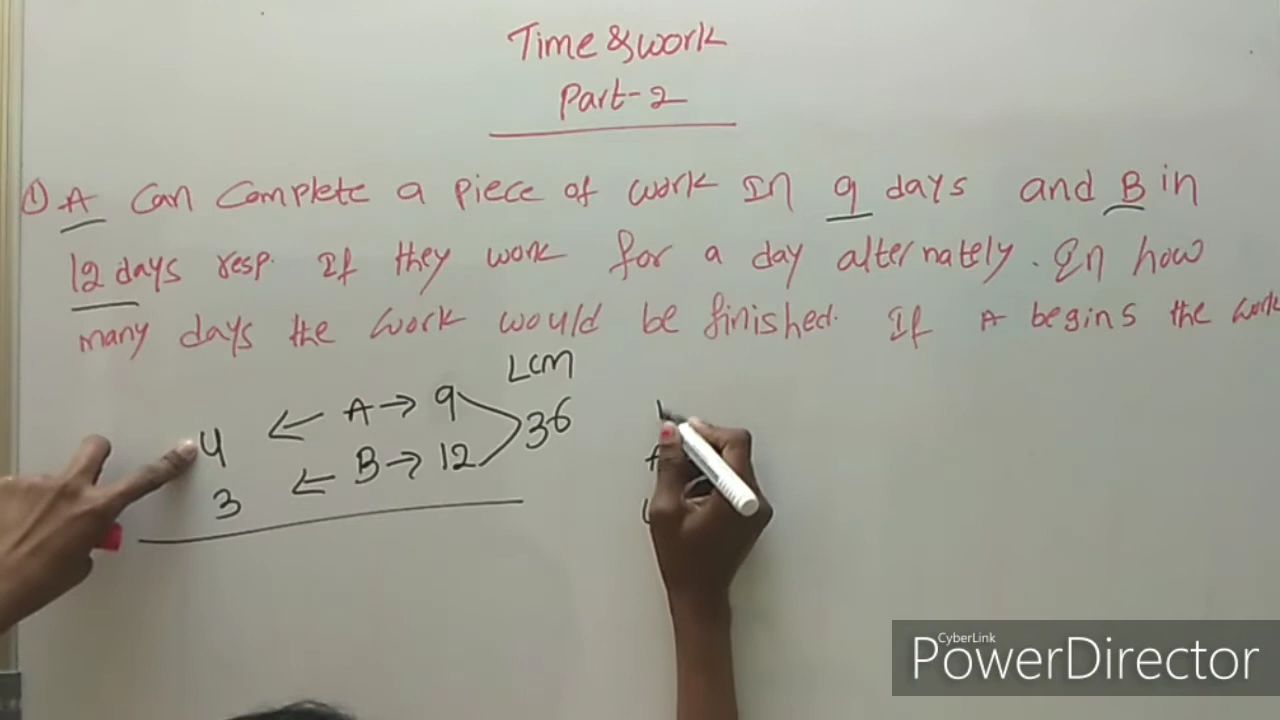 Time & work
Part-2
① A Can Complete a piece of work In 9 days and B in
12 days resp. If they work for a day alternately. In how
many days the work would be finished. If A begins the work
LCM
4 ← A → 9
36
3 ← B → 12
CyberLink
PowerDirector